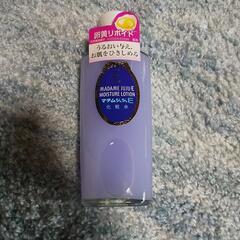 卵黄リポイド
うるおい与え、
お肌をひきしめる
MADAME JUJU E
MOISTURE LOTION
マダムジュジュE
化粧水